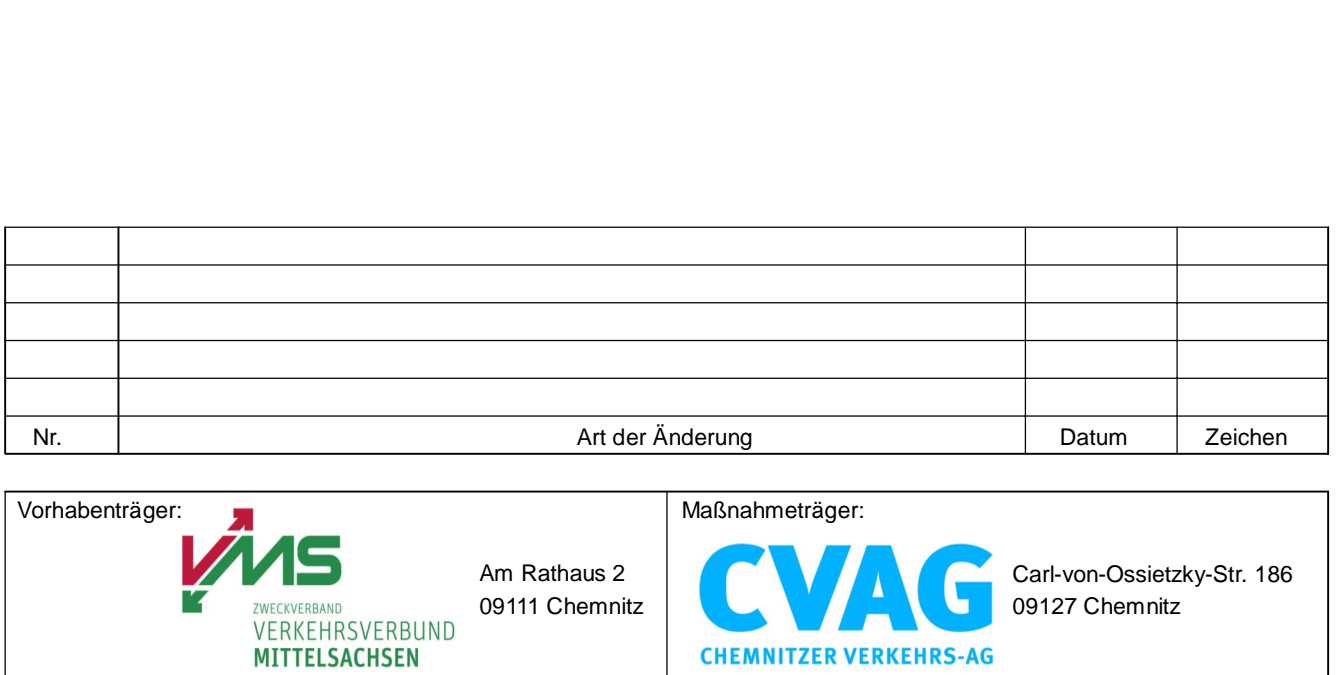 Nr. Art der Änderung Datum Zeichen
Vorhabenträger:
VMS
ZWECKVERBAND
VERKEHRSVERBUND
MITTELSACHSEN
Am Rathaus 2
09111 Chemnitz
Maßnahmeträger:
CVAG
CHEMNITZER VERKEHRS-AG
Carl-von-Ossietzky-Str. 186
09127 Chemnitz